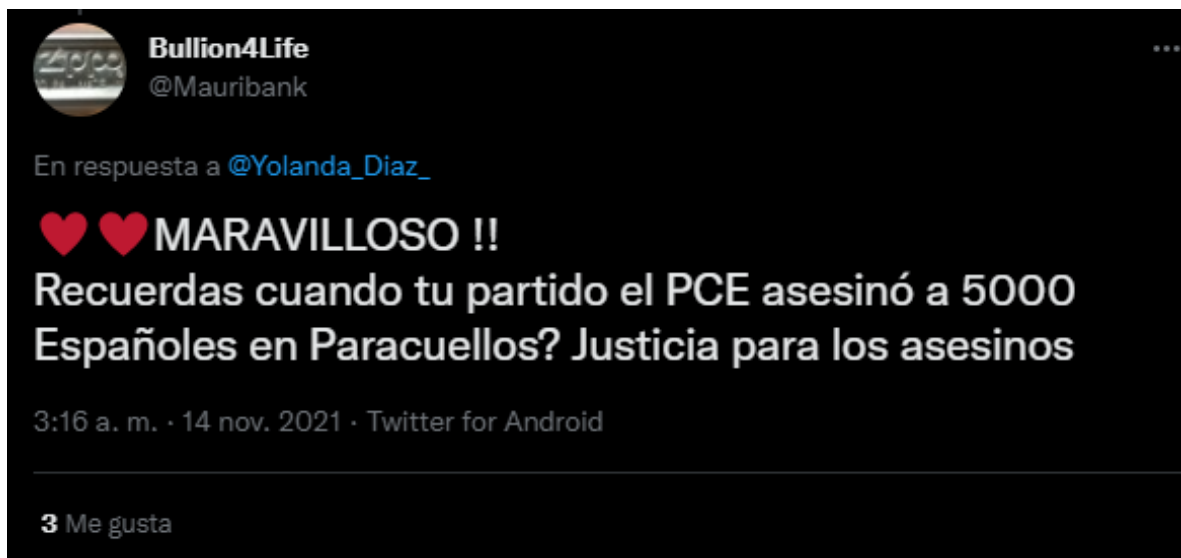 Bullion4Life
@Mauribank
En respuesta a @Yolanda_Diaz_
♥♥MARAVILLOSO !!
Recuerdas cuando tu partido el PCE asesinó a 5000
Españoles en Paracuellos? Justicia para los asesinos
3:16 a. m. · 14 nov. 2021 · Twitter for Android
3 Me gusta